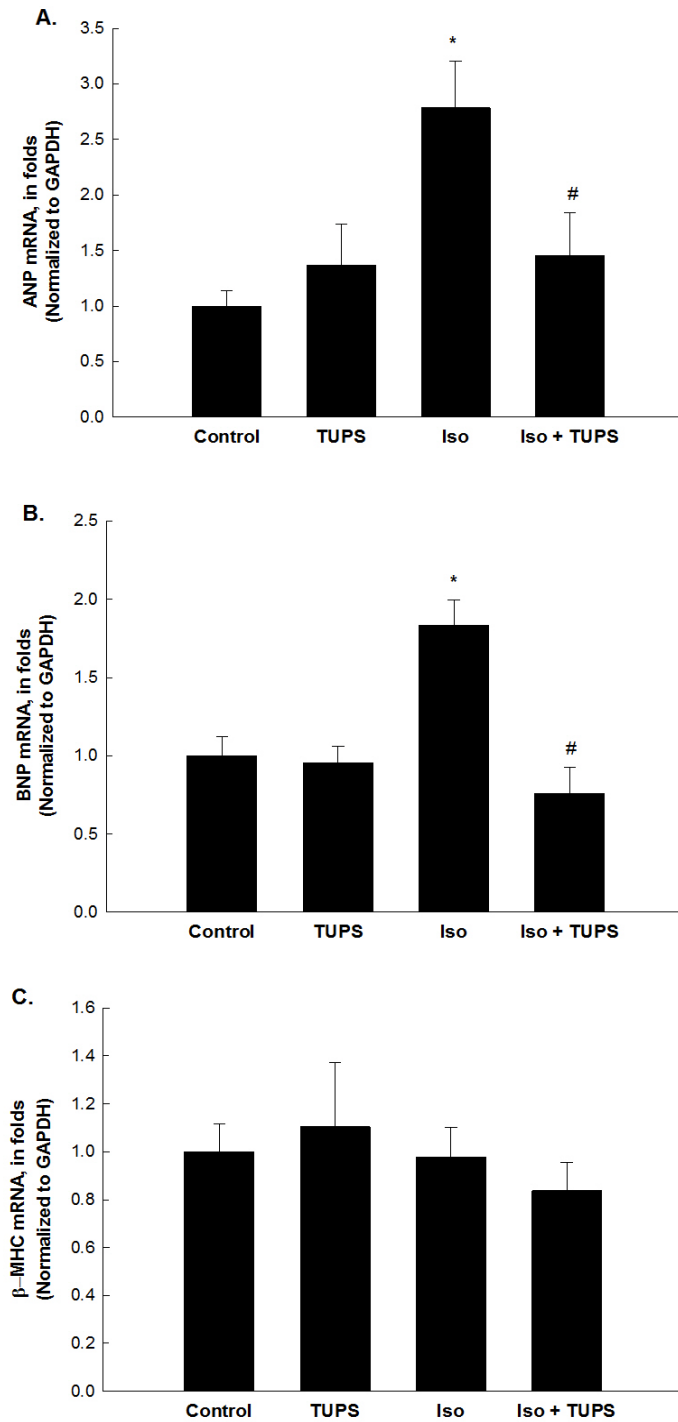 A.
ANP mRNA, in folds
(Normalized to GAPDH)
3.5
3.0
2.5
2.0
1.5
1.0
0.5
0.0
*
#
Control TUPS Iso Iso + TUPS
B.
BNP mRNA, in folds
(Normalized to GAPDH)
2.5
2.0
1.5
1.0
0.5
0.0
*
#
Control TUPS Iso Iso + TUPS
C.
β−MHC mRNA, in folds
(Normalized to GAPDH)
1.6
1.4
1.2
1.0
0.8
0.6
0.4
0.2
0.0
Control TUPS Iso Iso + TUPS